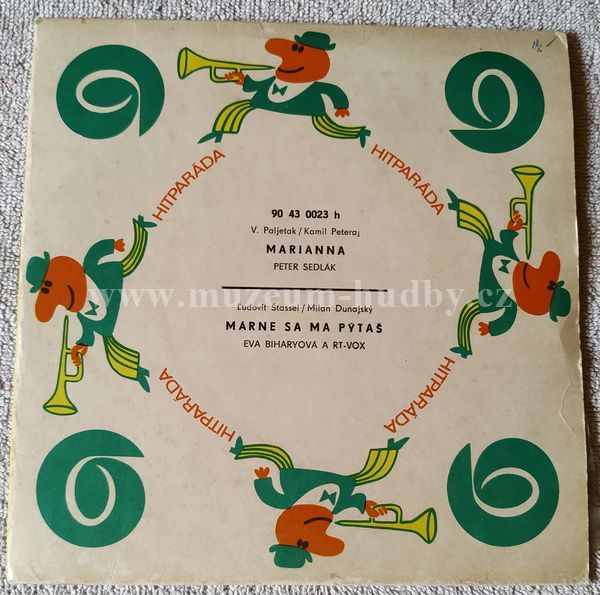 HITPARÁDA
HITPARÁDA
90 43 0023 h
V. Paljetak/Kamil Peteraj
MARIANNA
PETER SEDLÁK
www.muzeum-hudby.cz
Ľudovít Štassel/Milan Dunajský
MÁRNE SA MA PÝTAŠ
EVA BIHARYOVÁ A RT-VOX
HITPARÁDA
HITPARÁDA